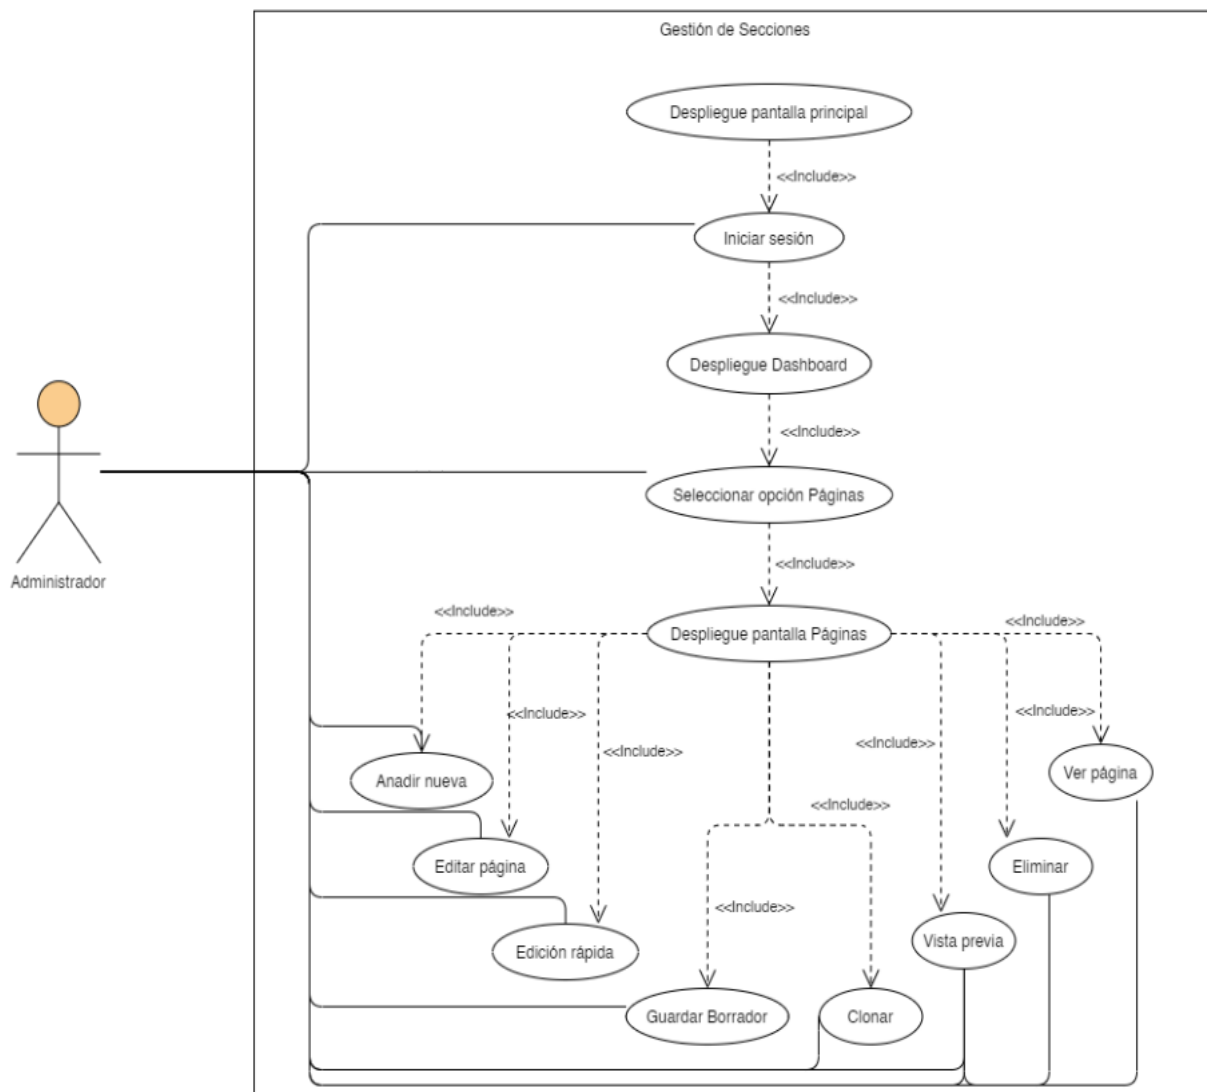 Gestión de Secciones
Despliegue pantalla principal
<<Include>>
Iniciar sesión
<<Include>>
Despliegue Dashboard
<<Include>>
Seleccionar opción Páginas
<<Include>>
Administrador
<<Include>>
<<Include>>
Despliegue pantalla Páginas
<<Include>>
<<Include>>
<<Include>>
<<Include>>
Ver página
Anadir nueva
<<Include>>
Editar página
Eliminar
<<Include>>
Vista previa
Edición rápida
Guardar Borrador
Clonar